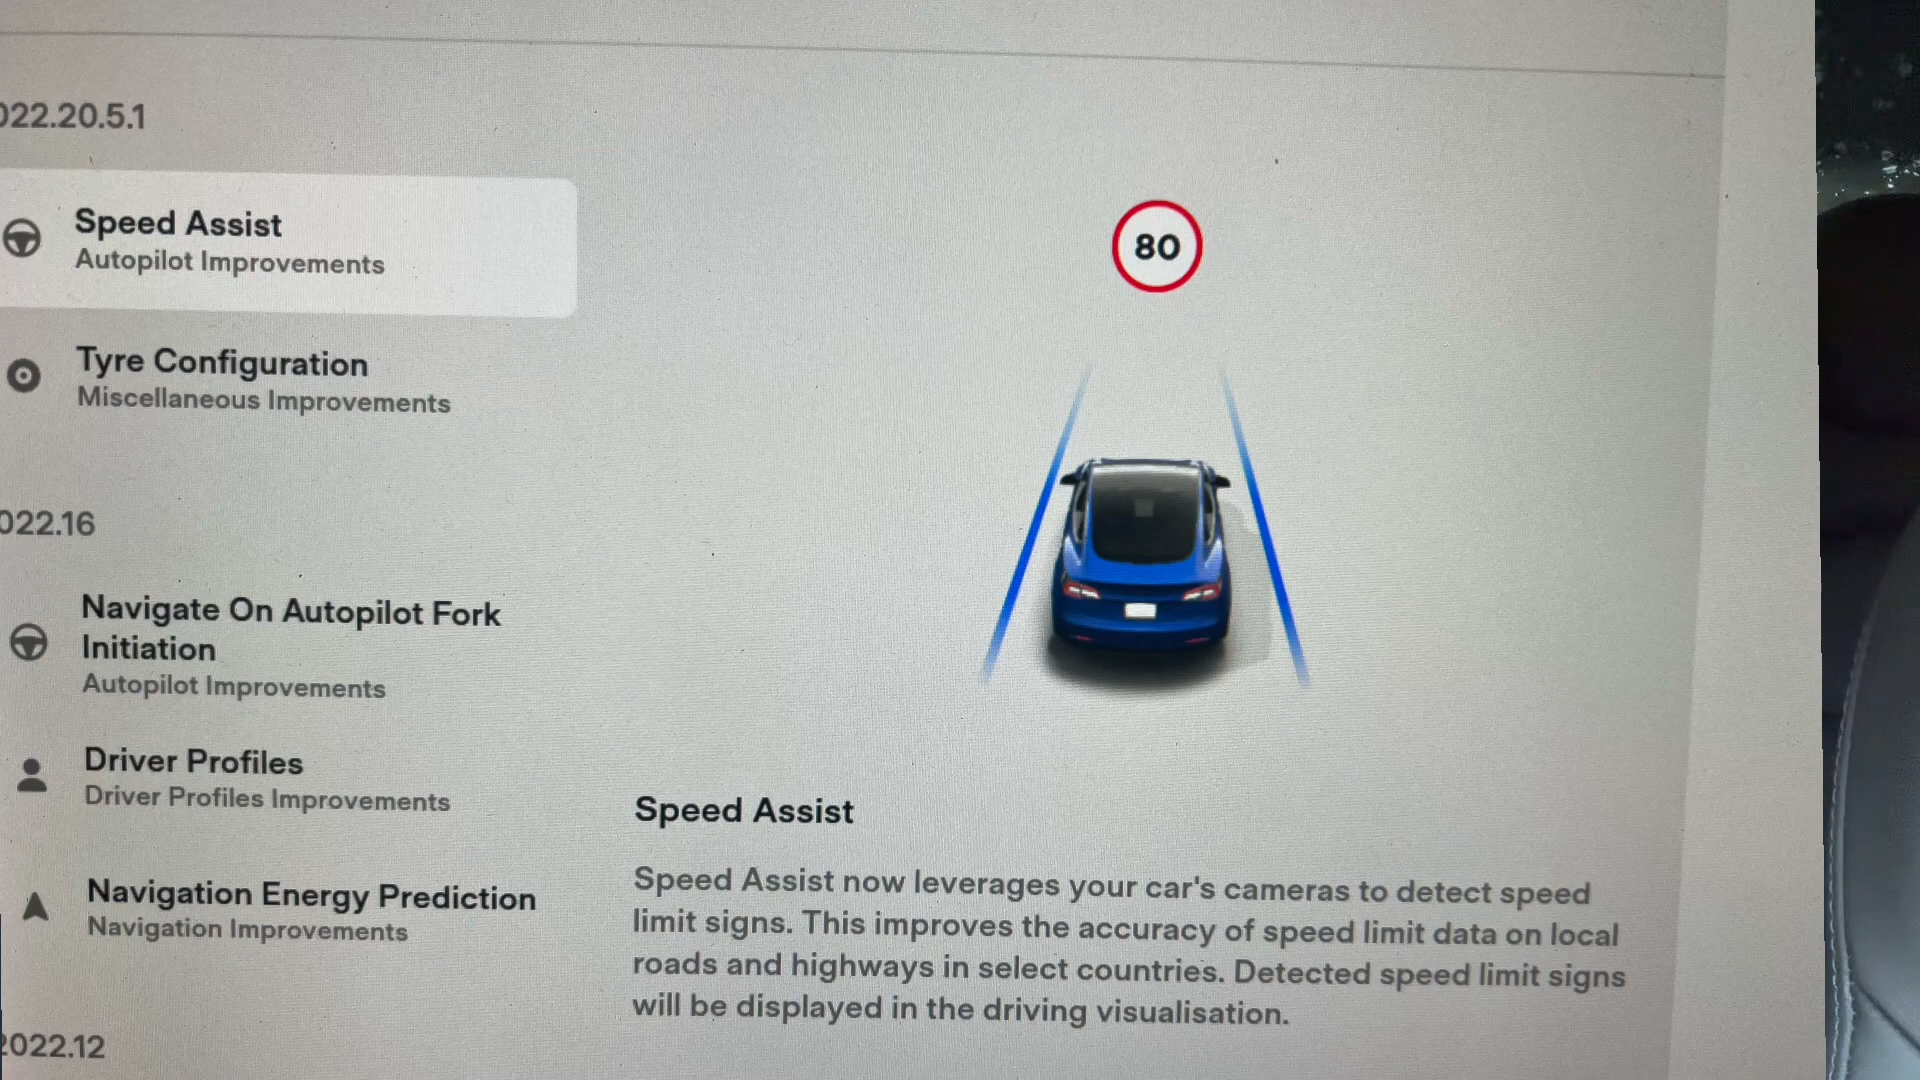 022.20.5.1
Speed Assist
Autopilot Improvements
Tyre Configuration
Miscellaneous Improvements
022.16
Navigate On Autopilot Fork
Initiation
Autopilot Improvements
Driver Profiles
Driver Profiles Improvements
Navigation Energy Prediction
Navigation Improvements
2022.12
80
Speed Assist
Speed Assist now leverages your car's cameras to detect speed
limit signs. This improves the accuracy of speed limit data on local
roads and highways in select countries. Detected speed limit signs
will be displayed in the driving visualisation.